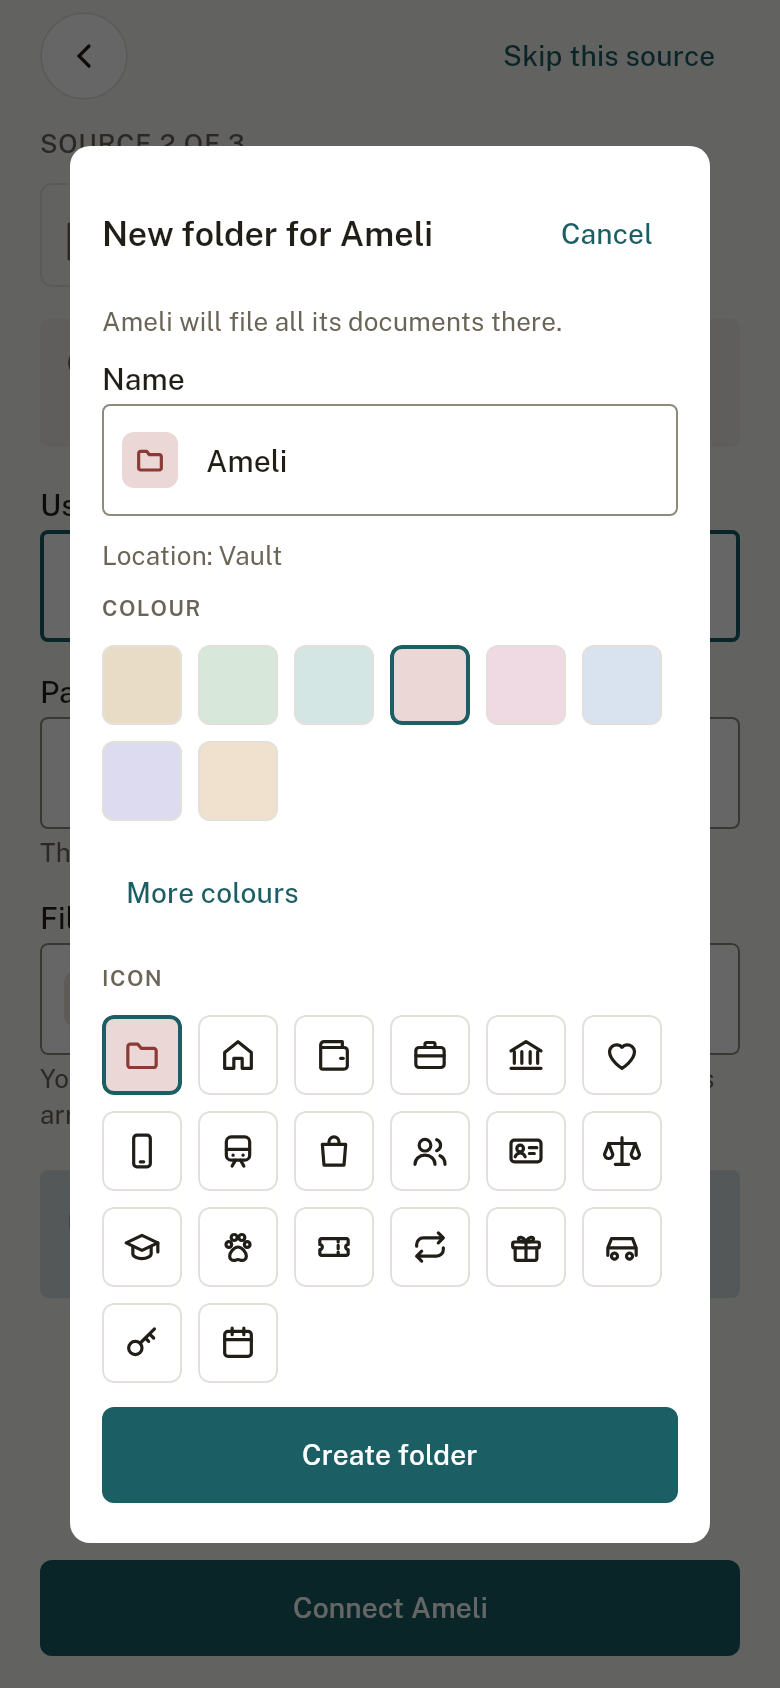 Skip this source
SOURCE 2 OF 3
New folder for Ameli
Cancel
Ameli will file all its documents there.
Name
Ameli
Location: Vault
COLOUR
More colours
ICON
Create folder
Connect Ameli